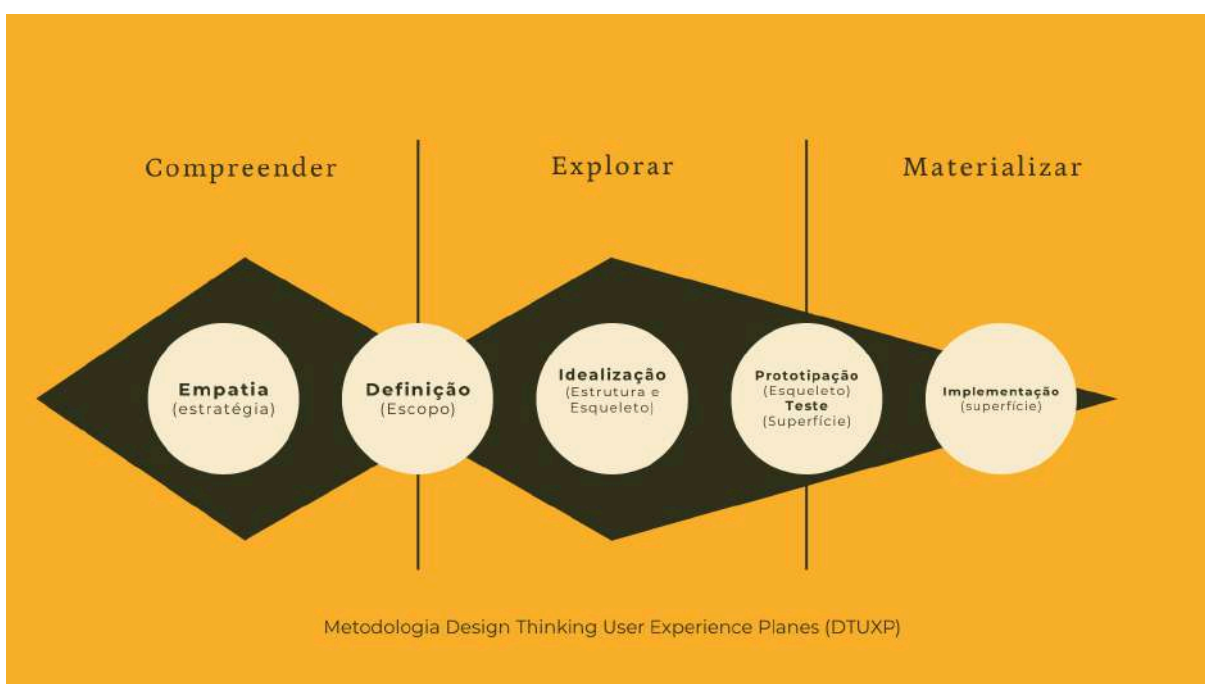 Compreender
Explorar
Materializar
Empatia
(estratégia)
Definição
(Escopo)
Idealização
(Estrutura e
Esqueleto)
Prototipação
(Esqueleto)
Teste
(Superfície)
Implementação
(superfície)
Metodologia Design Thinking User Experience Planes (DTUXP)